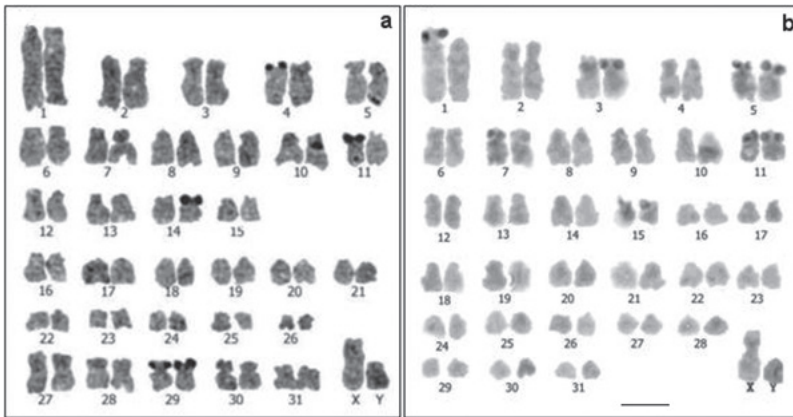 a
1 2 3 4 5
6 7 8 9 10 11
12 13 14 15
16 17 18 19 20 21
22 23 24 25 26
27 28 29 30 31 X Y
b
1 2 3 4 5
6 7 8 9 10 11
12 13 14 15 16 17
18 19 20 21 22 23
24 25 26 27 28
29 30 31 X Y